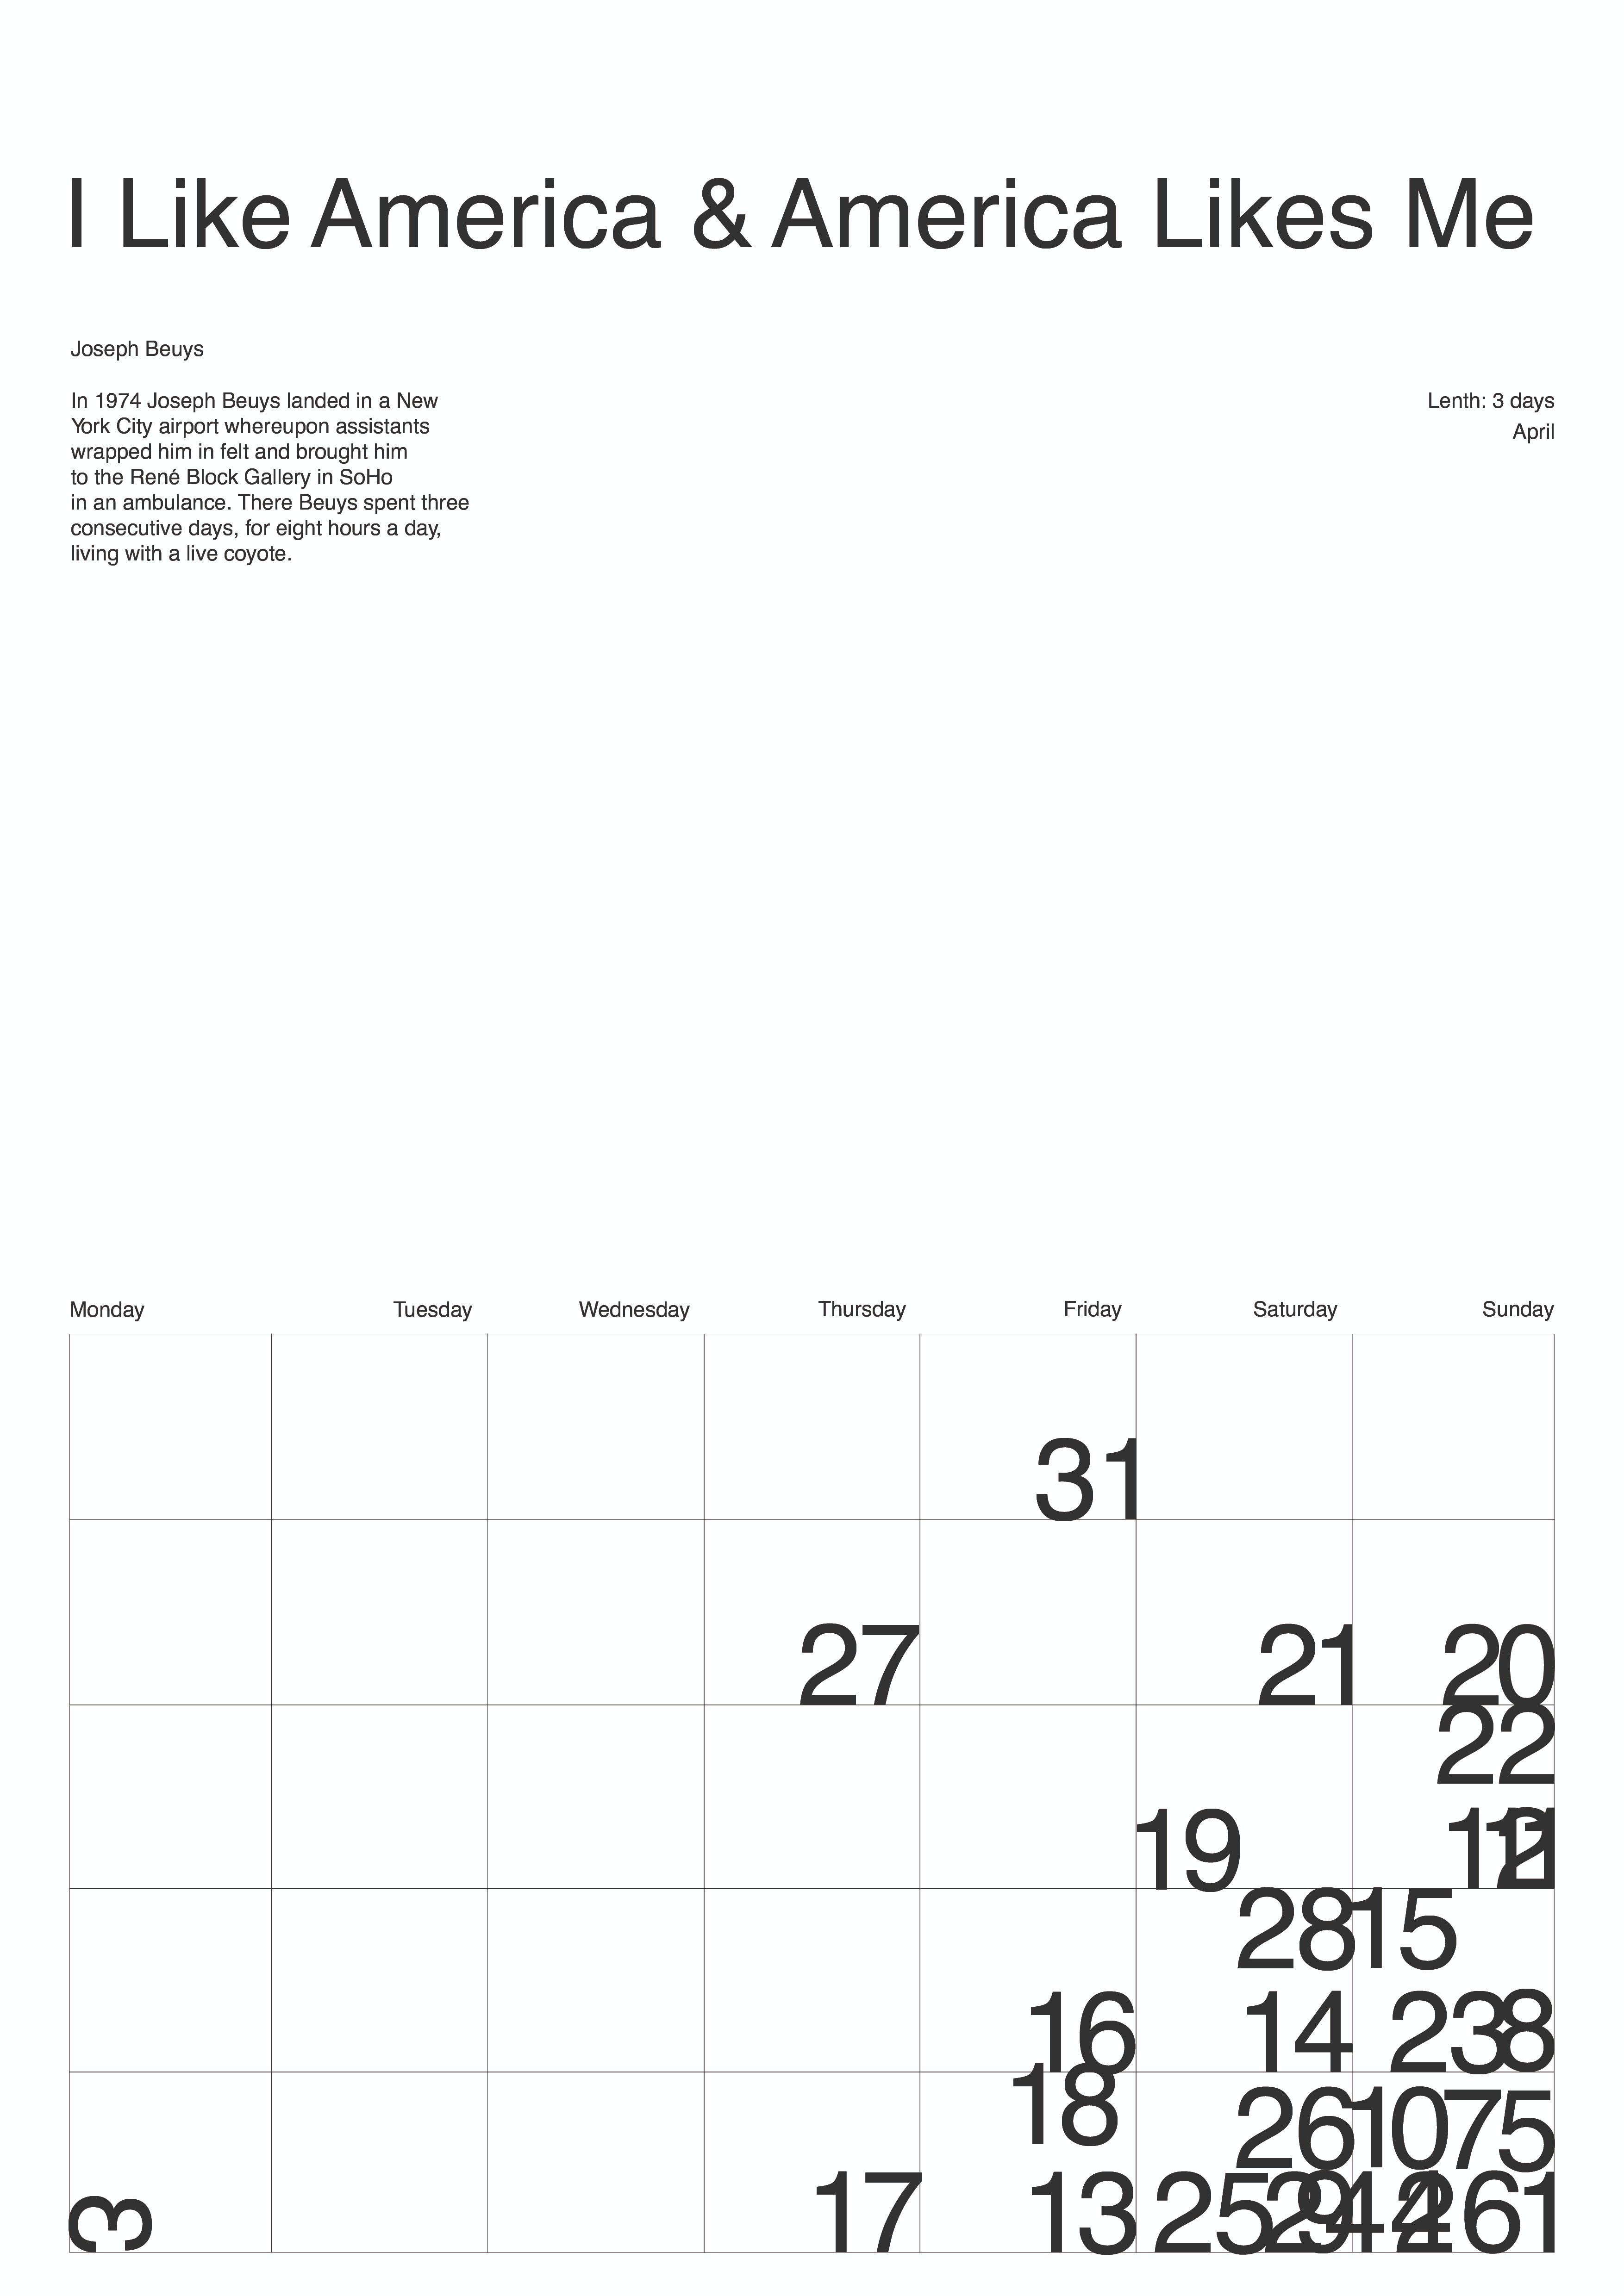 I Like America & America Likes Me
Joseph Beuys
In 1974 Joseph Beuys landed in a New
York City airport whereupon assistants
wrapped him in felt and brought him
to the René Block Gallery in SoHo
in an ambulance. There Beuys spent three
consecutive days, for eight hours a day,
living with a live coyote.
Lenth: 3 days
April
Monday Tuesday Wednesday Thursday Friday Saturday Sunday
31
27 21 20
22
19
28 15
16 14 23 8
18 26 10 7 5
3 17 13 25 6 1